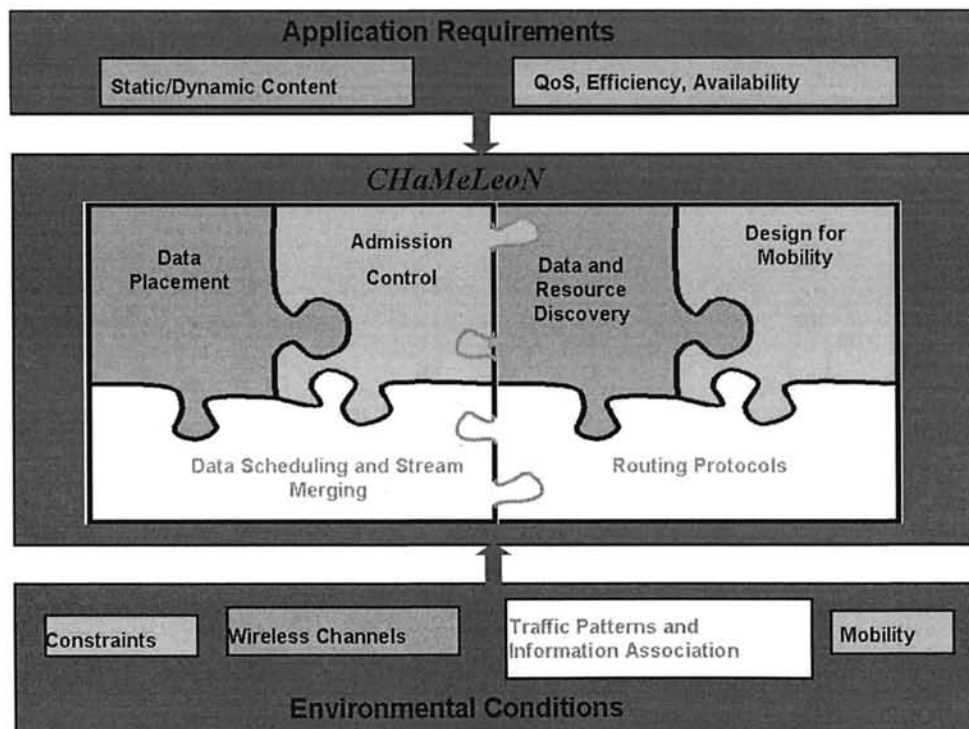 Application Requirements
Static/Dynamic Content
QoS, Efficiency, Availability
CHaMeLeoN
Data
Placement
Admission
Control
Data and
Resource
Discovery
Design for
Mobility
Data Scheduling and Stream
Merging
Routing Protocols
Constraints
Wireless Channels
Traffic Patterns and
Information Association
Mobility
Environmental Conditions